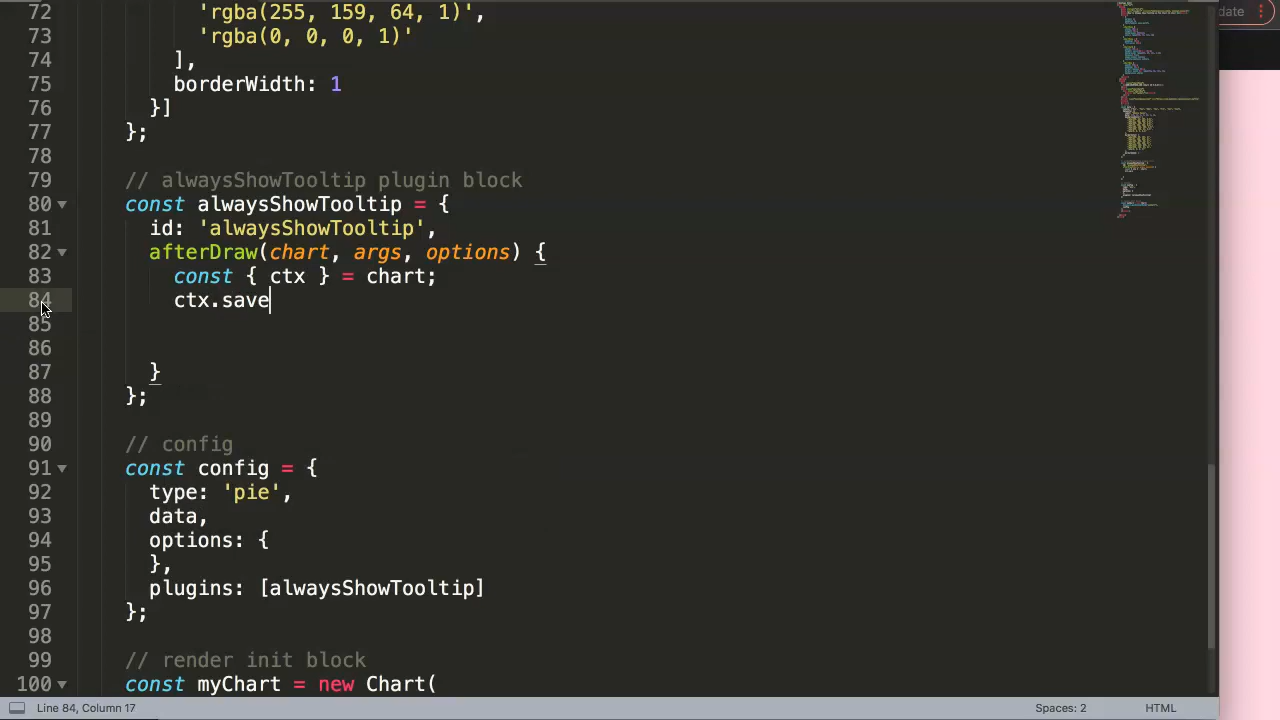 72 'rgba(255, 159, 64, 1)',
73 'rgba(0, 0, 0, 1)'
74 ],
75 borderWidth: 1
76 }]
77 };
78
79 // alwaysShowTooltip plugin block
80 const alwaysShowTooltip = {
81 id: 'alwaysShowTooltip',
82 afterDraw(chart, args, options) {
83 const { ctx } = chart;
84 ctx.save
85
86
87 }
88 };
89
90 // config
91 const config = {
92 type: 'pie',
93 data,
94 options: {
95 },
96 plugins: [alwaysShowTooltip]
97 };
98
99 // render init block
100 const myChart = new Chart(
Line 84, Column 17
Spaces: 2
HTML
date